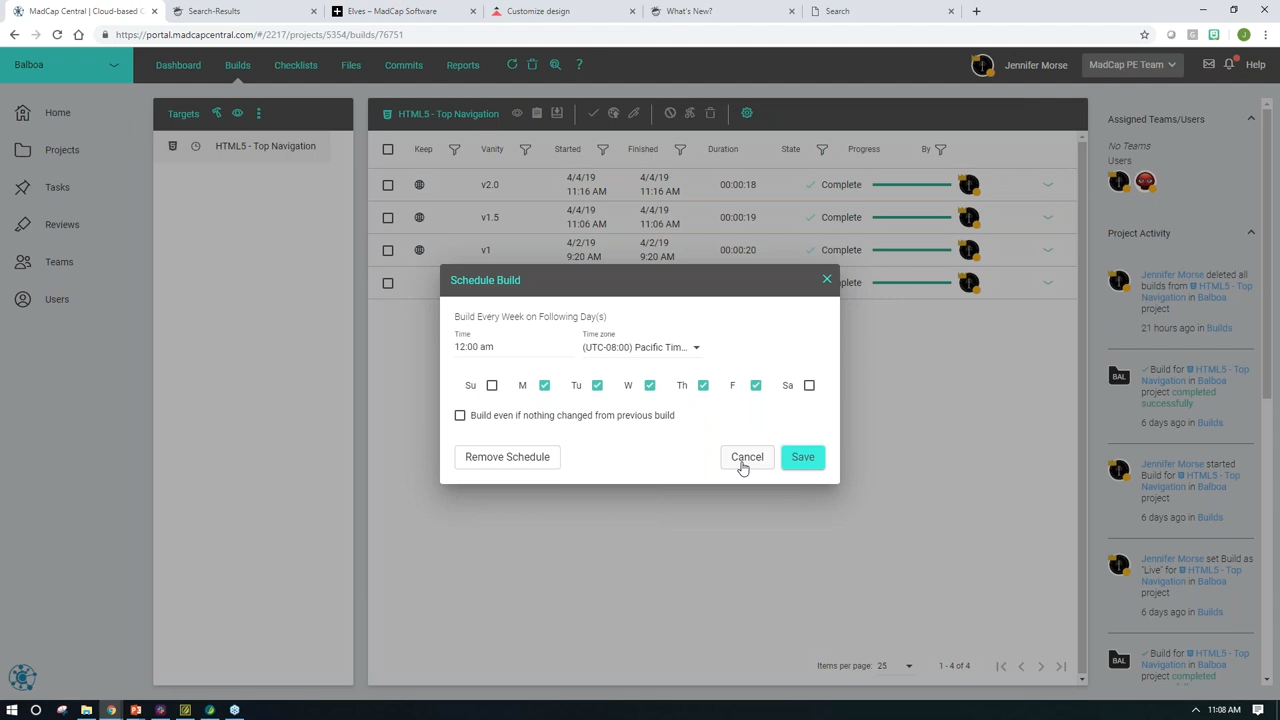 MadCap Central | Cloud-based C
Search-Results
Elves – MadCap Software
Customize design
What's New?
Search
https://portal.madcapcentral.com/#/2217/projects/5354/builds/76751
Balboa
Dashboard
Builds
Checklists
Files
Commits
Reports
Jennifer Morse
MadCap PE Team
Help
Home
Projects
Tasks
Reviews
Teams
Users
Targets
HTML5 - Top Navigation
HTML5 - Top Navigation
Keep Vanity Started Finished Duration State Progress By
v2.0 4/4/19 4/4/19 00:00:18 Complete
11:16 AM 11:16 AM
v1.5 4/4/19 4/4/19 00:00:19 Complete
11:06 AM 11:06 AM
v1 4/2/19 4/2/19 00:00:20 Complete
9:20 AM 9:20 AM
plete
Schedule Build
Build Every Week on Following Day(s)
Time Time zone
12:00 am (UTC-08:00) Pacific Tim...
Su M Tu W Th F Sa
Build even if nothing changed from previous build
Remove Schedule Cancel Save
Items per page: 25 1 - 4 of 4
Assigned Teams/Users
No Teams
Users
Project Activity
Jennifer Morse deleted all
builds from HTML5 - Top
Navigation in Balboa
project
21 hours ago in Builds
BAL
Build for HTML5 - Top
Navigation in Balboa
project completed
successfully
6 days ago in Builds
Jennifer Morse started
Build for HTML5 - Top
Navigation in Balboa
project
6 days ago in Builds
Jennifer Morse set Build as
"Live" for HTML5 - Top
Navigation in Balboa
project
6 days ago in Builds
BAL
Build for HTML5 - Top
Navigation in Balboa
project completed
11:08 AM